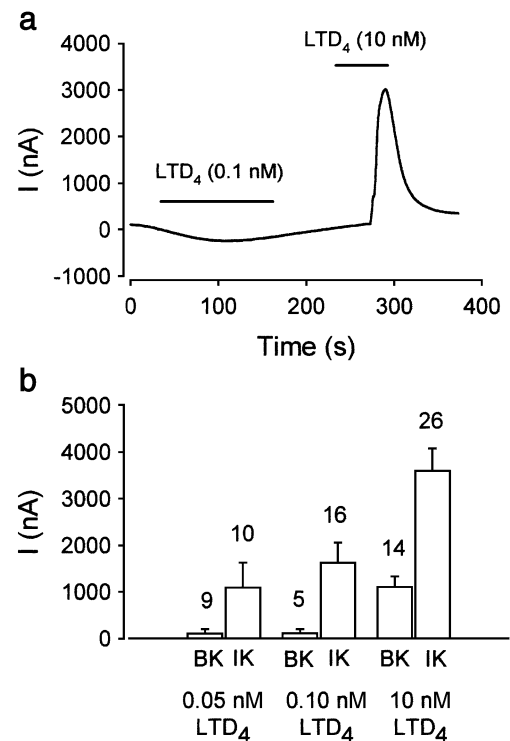 a
LTD4 (10 nM)
4000
3000
2000
LTD4 (0.1 nM)
1000
0
-1000
I (nA)
0 100 200 300 400
Time (s)
b
5000
4000
3000
2000
1000
0
I (nA)
9 10 5 16 14 26
BK IK BK IK BK IK
0.05 nM 0.10 nM 10 nM
LTD4 LTD4 LTD4